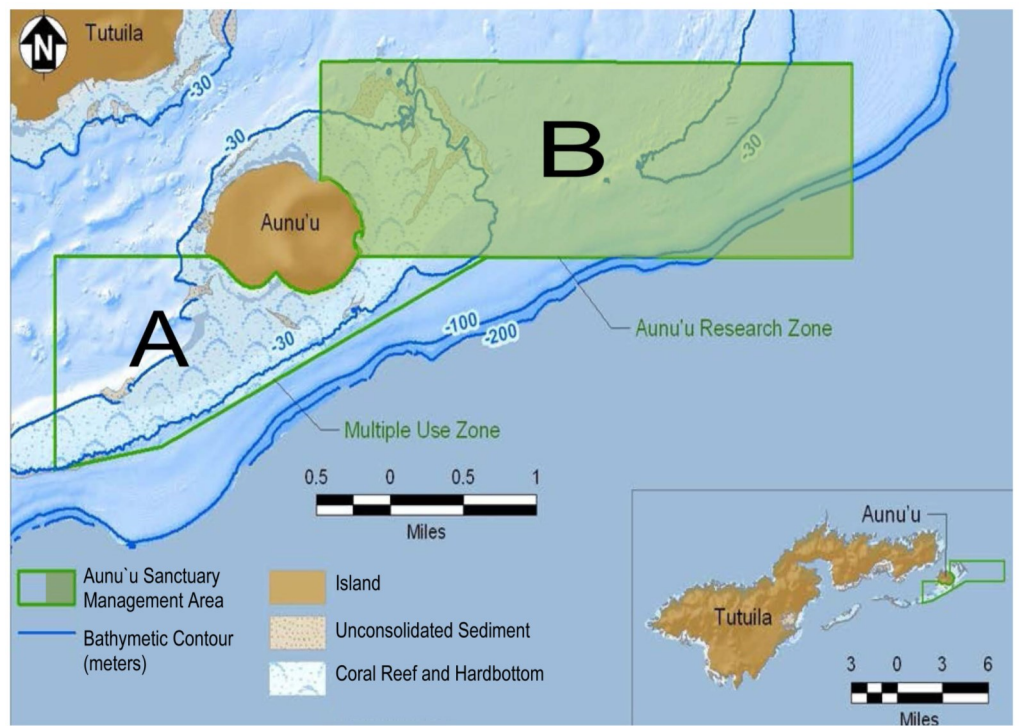 N
Tutuila
-30
-30
B
-30
Aunu'u
A
-30
-100
-200
Aunu'u Research Zone
Multiple Use Zone
0.5 0 0.5 1
Miles
Aunu`u Sanctuary
Management Area
Bathymetic Contour
(meters)
Island
Unconsolidated Sediment
Coral Reef and Hardbottom
Aunu'u
Tutuila
3 0 3 6
Miles